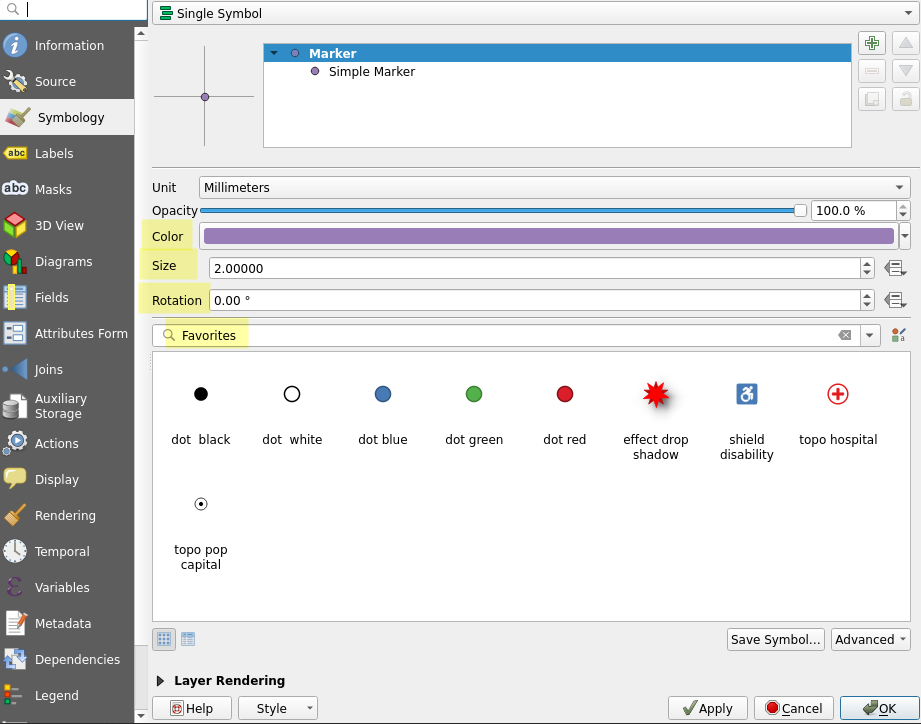 Single Symbol
Information
Source
Symbology
abc Labels
abc Masks
3D View
Diagrams
Fields
Attributes Form
Joins
Auxiliary
Storage
Actions
Display
Rendering
Temporal
Variables
Metadata
Dependencies
Legend
Marker
Simple Marker
Unit
Millimeters
Opacity
100.0 %
Color
Size
2.00000
Rotation
0.00 °
Favorites
dot  black
dot  white
dot blue
dot green
dot red
effect drop
shadow
shield
disability
topo hospital
topo pop
capital
Save Symbol...
Advanced
Layer Rendering
Help
Style
Apply
Cancel
OK